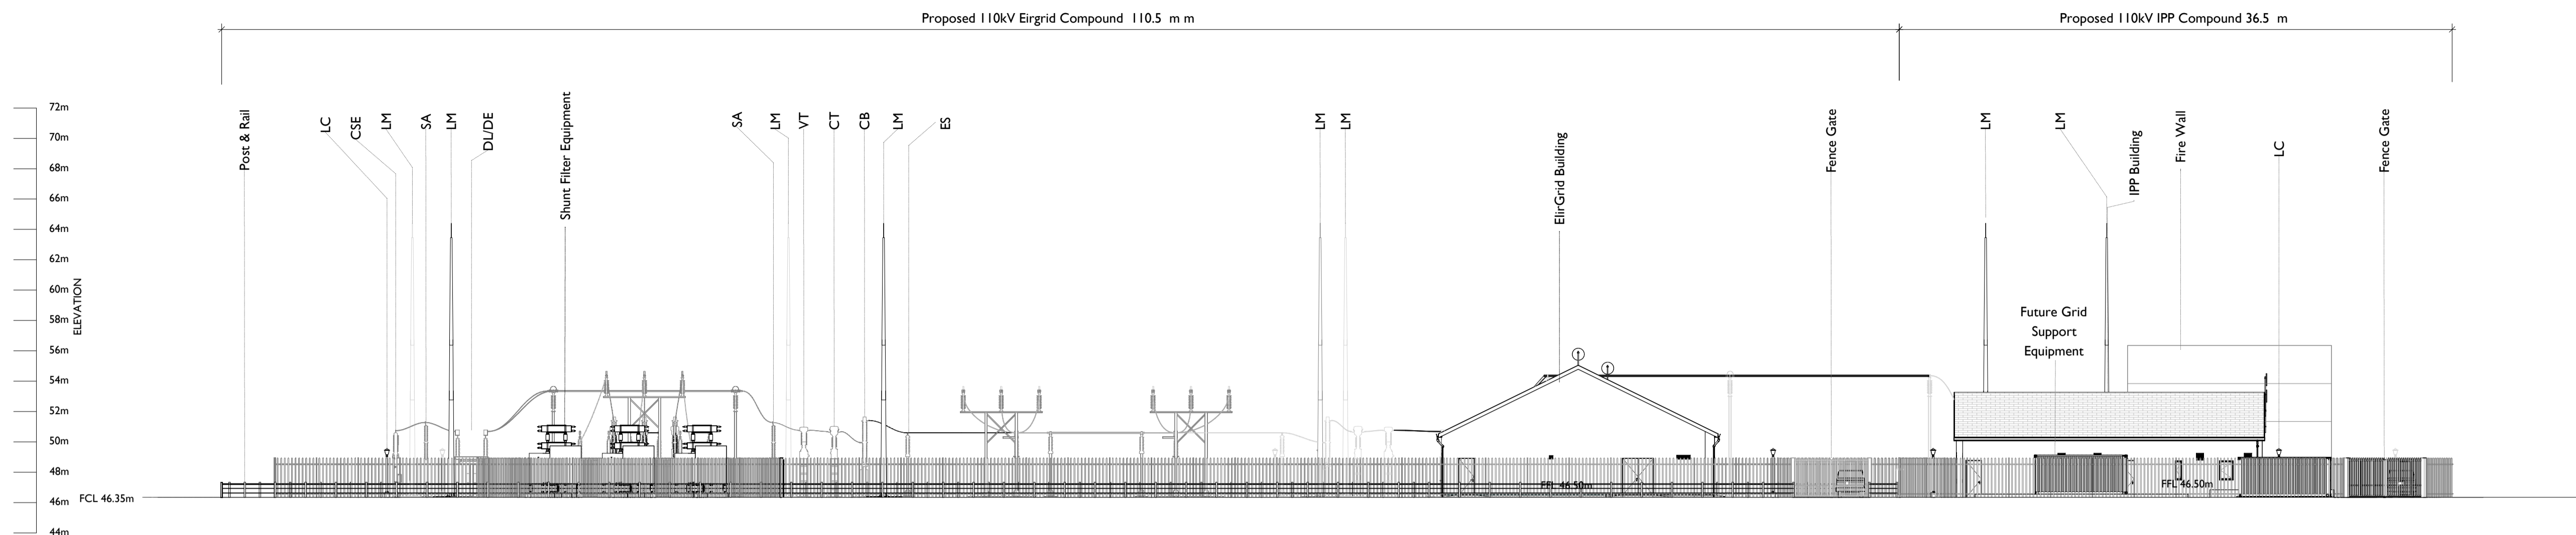 Proposed 110kV Eirgrid Compound 110.5 m m
Proposed 110kV IPP Compound 36.5 m
72m
70m
68m
66m
64m
62m
60m
58m
56m
54m
52m
50m
48m
46m
44m
ELEVATION
FCL 46.35m
Post & Rail
LC
CSE
LM
SA
LM
DL/DE
Shunt Filter Equipment
SA
LM
VT
CT
CB
LM
ES
LM
LM
ElirGrid Building
Fence Gate
LM
LM
IPP Building
Fire Wall
LC
Fence Gate
Future Grid
Support
Equipment
FFL 46.50m
FFL 46.50m